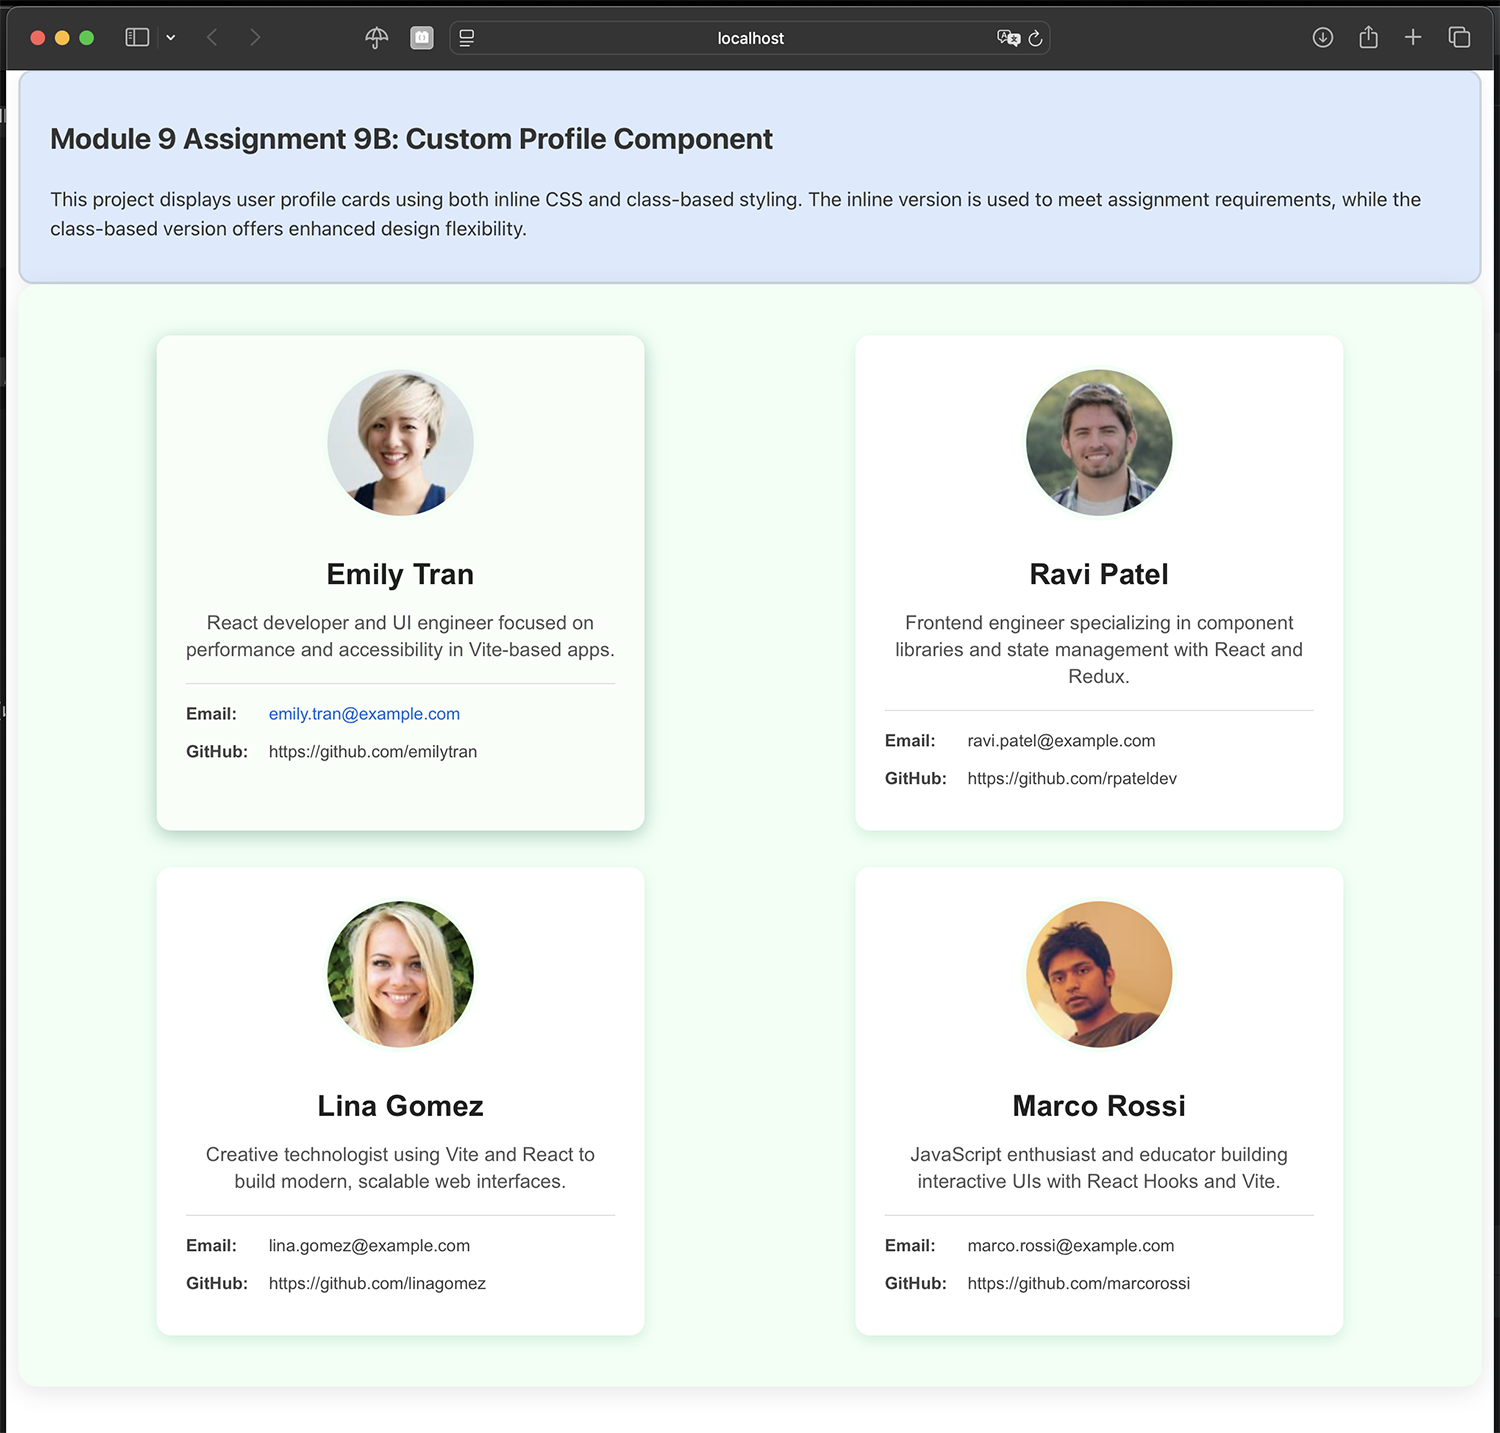 localhost
Module 9 Assignment 9B: Custom Profile Component
This project displays user profile cards using both inline CSS and class-based styling. The inline version is used to meet assignment requirements, while the
class-based version offers enhanced design flexibility.
Emily Tran
React developer and UI engineer focused on
performance and accessibility in Vite-based apps.
Email: emily.tran@example.com
GitHub: https://github.com/emilytran
Ravi Patel
Frontend engineer specializing in component
libraries and state management with React and
Redux.
Email: ravi.patel@example.com
GitHub: https://github.com/rpateldev
Lina Gomez
Creative technologist using Vite and React to
build modern, scalable web interfaces.
Email: lina.gomez@example.com
GitHub: https://github.com/linagomez
Marco Rossi
JavaScript enthusiast and educator building
interactive UIs with React Hooks and Vite.
Email: marco.rossi@example.com
GitHub: https://github.com/marcorossi